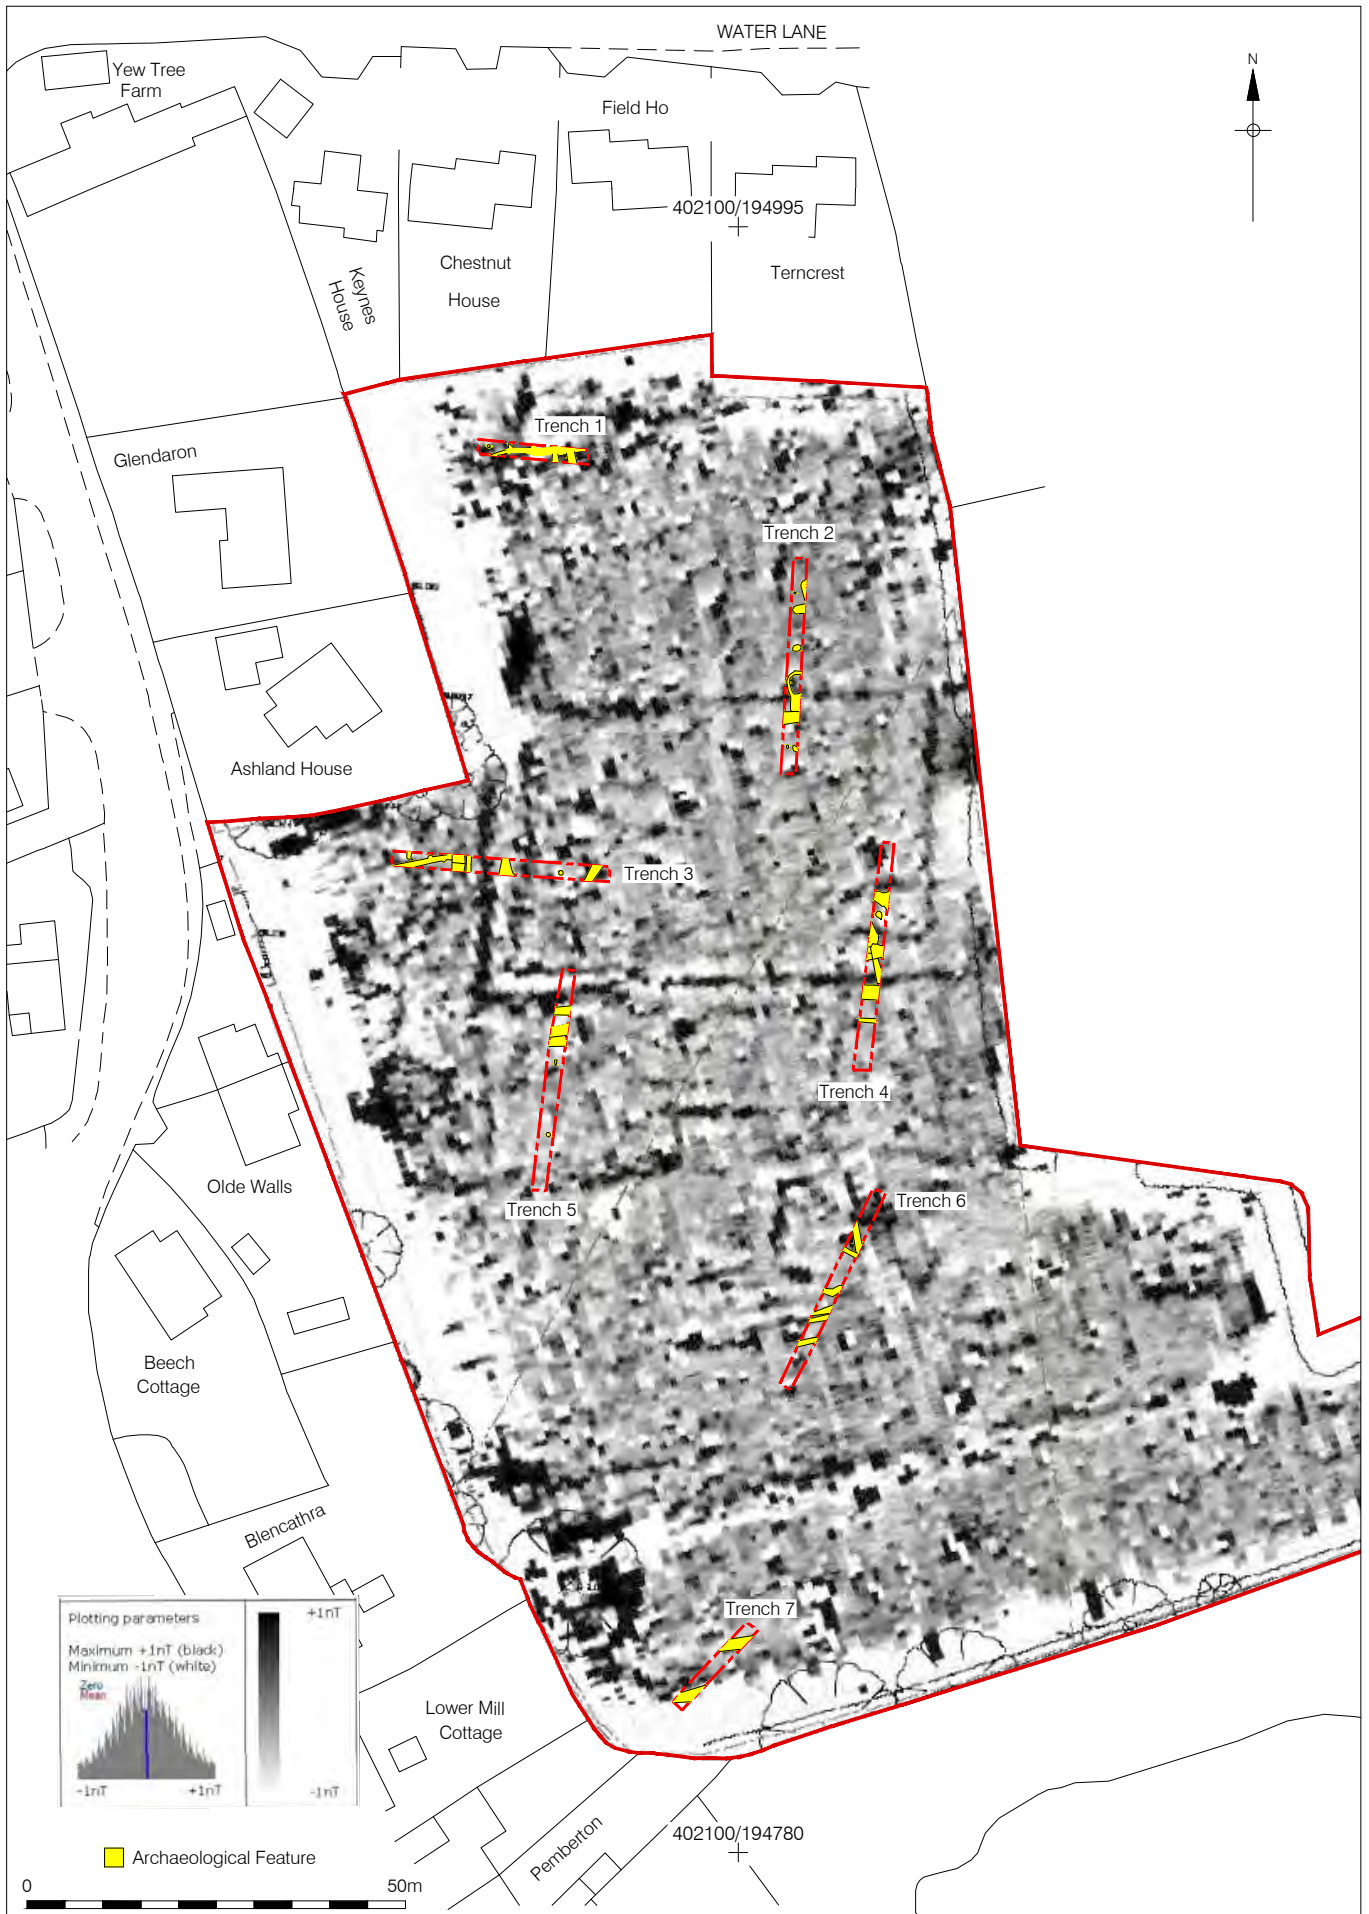 WATER LANE
N
Yew Tree
Farm
Field Ho
402100/194995
Keynes
House
Chestnut
House
Terncrest
Glendaron
Trench 1
Trench 2
Ashland House
Trench 3
Trench 4
Olde Walls
Trench 5
Trench 6
Beech
Cottage
Blencathra
Plotting parameters
Maximum +1nT (black)
Minimum -1nT (white)
Zero
Mean
-1nT
+1nT
+1nT
-1nT
Trench 7
Lower Mill
Cottage
Pemberton
402100/194780
Archaeological Feature
0
50m